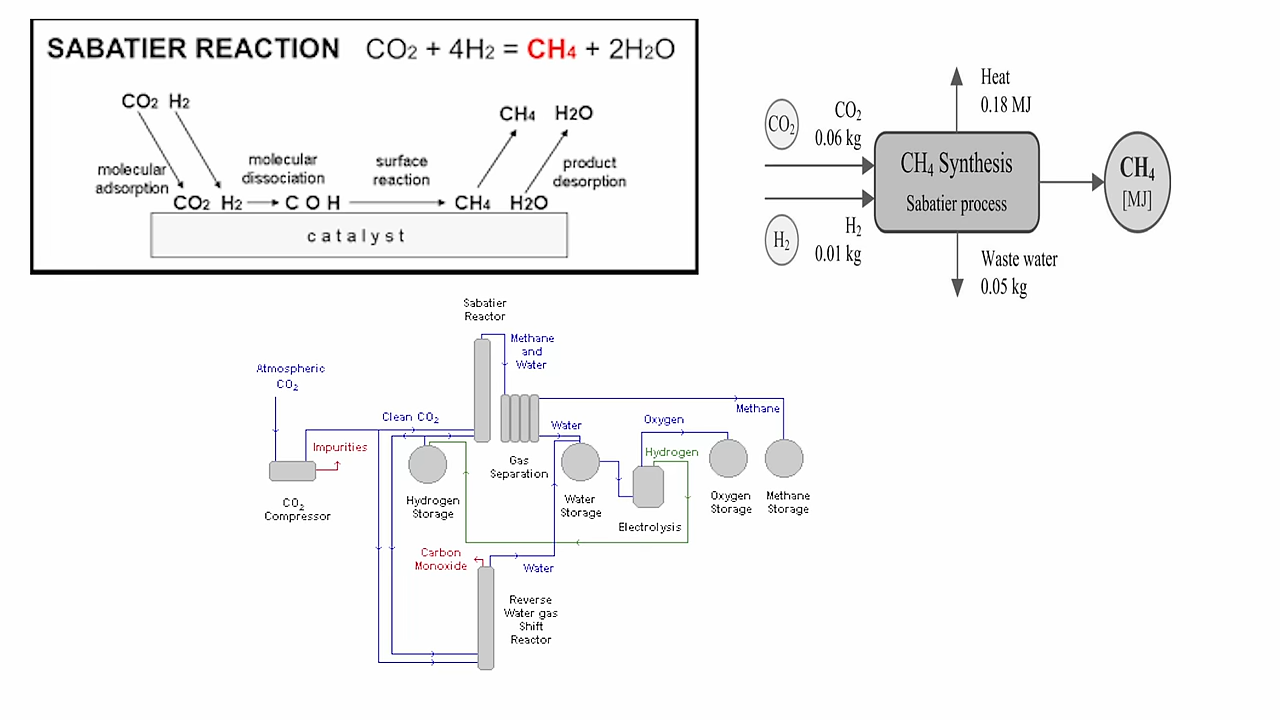 SABATIER REACTION CO₂ + 4H₂ = CH₄ + 2H₂O
CO₂ H₂
CH₄ H₂O
molecular
adsorption
molecular
dissociation
surface
reaction
product
desorption
CO₂ H₂ C O H CH₄ H₂O
catalyst
Heat
0.18 MJ
CO₂
CO₂
0.06 kg
CH₄ Synthesis
Sabatier process
CH₄
[MJ]
H₂
H₂
0.01 kg
Waste water
0.05 kg
Sabatier
Reactor
Methane
and
Water
Atmospheric
CO₂
Clean CO₂
Impurities
CO₂
Compressor
Hydrogen
Storage
Gas
Separation
Water
Water
Storage
Oxygen
Hydrogen
Electrolysis
Methane
Oxygen
Storage
Methane
Storage
Carbon
Monoxide
Water
Reverse
Water gas
Shift
Reactor